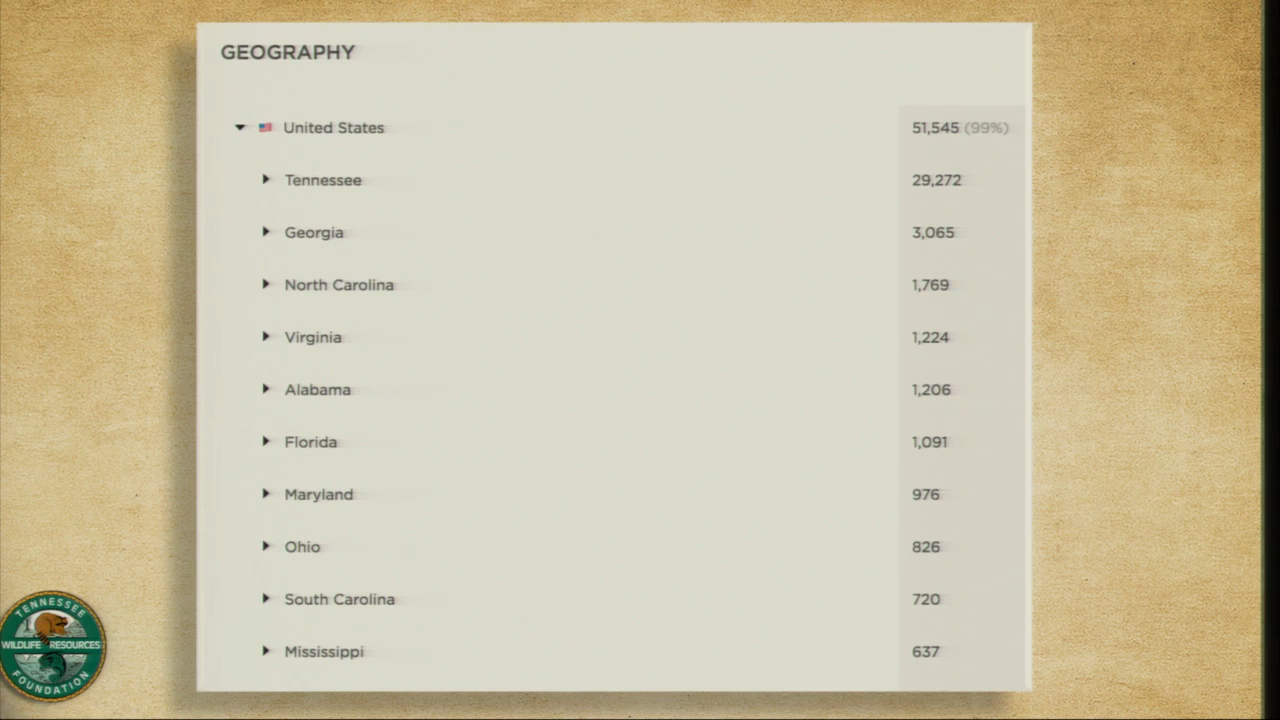 GEOGRAPHY
United States 51,545 (99%)
Tennessee 29,272
Georgia 3,065
North Carolina 1,769
Virginia 1,224
Alabama 1,206
Florida 1,091
Maryland 976
Ohio 826
South Carolina 720
Mississippi 637
TENNESSEE
WILDLIFE RESOURCES
FOUNDATION